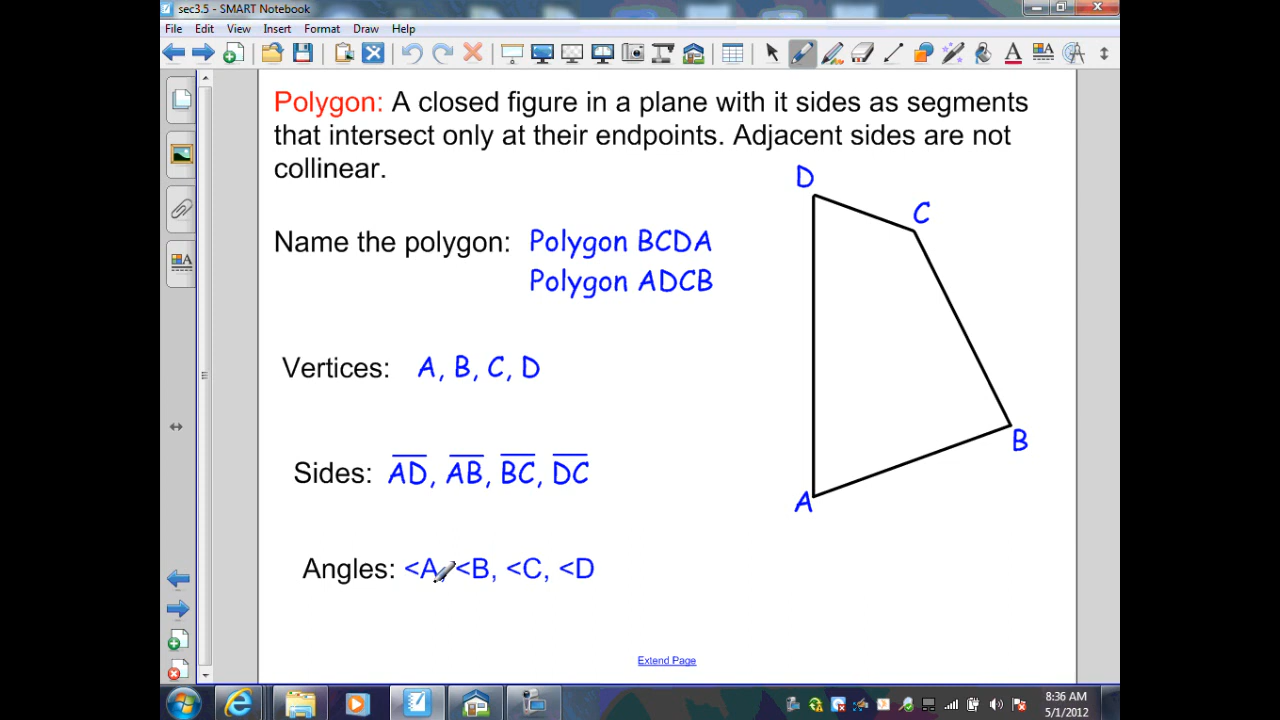 sec3.5 - SMART Notebook
File Edit View Insert Format Draw Help
Polygon: A closed figure in a plane with it sides as segments
that intersect only at their endpoints. Adjacent sides are not
collinear.
D
C
Name the polygon: Polygon BCDA
Polygon ADCB
Vertices: A, B, C, D
B
Sides: AD, AB, BC, DC
A
Angles: <A <B, <C, <D
Extend Page
8:36 AM
5/1/2012